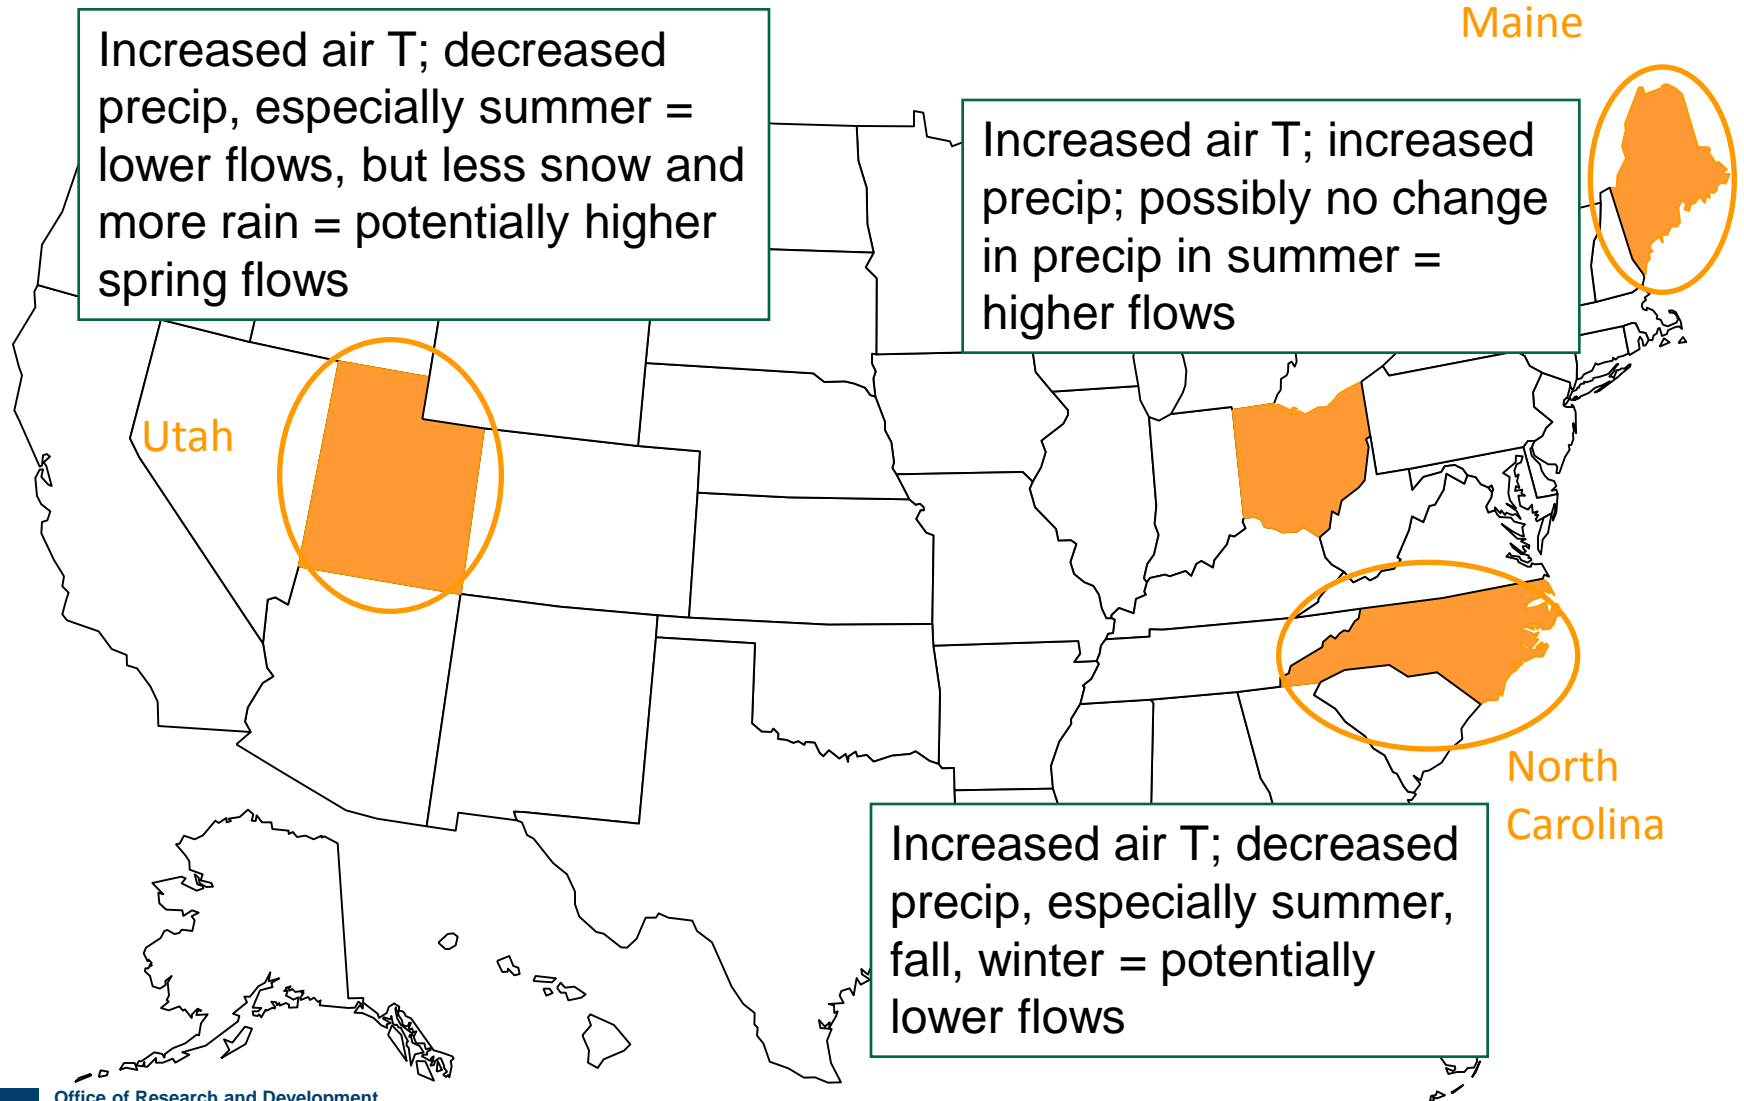 Maine
Increased air T; decreased
precip, especially summer =
lower flows, but less snow and
more rain = potentially higher
spring flows
Increased air T; increased
precip; possibly no change
in precip in summer =
higher flows
Utah
North
Carolina
Increased air T; decreased
precip, especially summer,
fall, winter = potentially
lower flows
Office of Research and Development